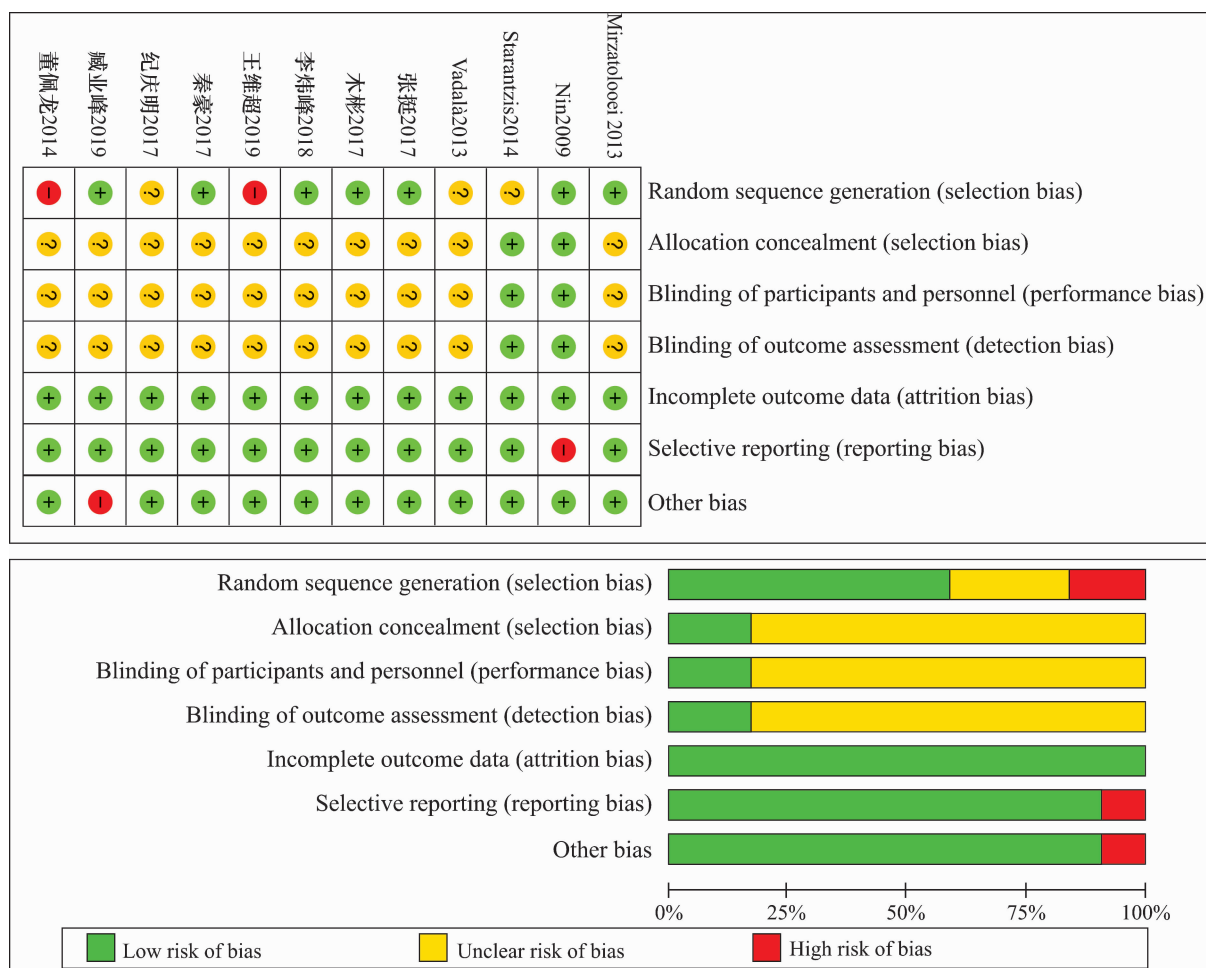 董佩龙2014
臧业峰2019
纪庆明2017
秦豪2017
王维超2019
李炜峰2018
木彬2017
张挺2017
Vadalà2013
Starantzis2014
Nin2009
Mirzatolooei 2013
- + ? + - + + + ? ? + + Random sequence generation (selection bias)
? ? ? ? ? ? ? ? ? + + ? Allocation concealment (selection bias)
? ? ? ? ? ? ? ? ? + + ? Blinding of participants and personnel (performance bias)
? ? ? ? ? ? ? ? ? + + ? Blinding of outcome assessment (detection bias)
+ + + + + + + + + + + + Incomplete outcome data (attrition bias)
+ + + + + + + + + + - + Selective reporting (reporting bias)
+ - + + + + + + + + + + Other bias
Random sequence generation (selection bias)
Allocation concealment (selection bias)
Blinding of participants and personnel (performance bias)
Blinding of outcome assessment (detection bias)
Incomplete outcome data (attrition bias)
Selective reporting (reporting bias)
Other bias
0% 25% 50% 75% 100%
Low risk of bias Unclear risk of bias High risk of bias